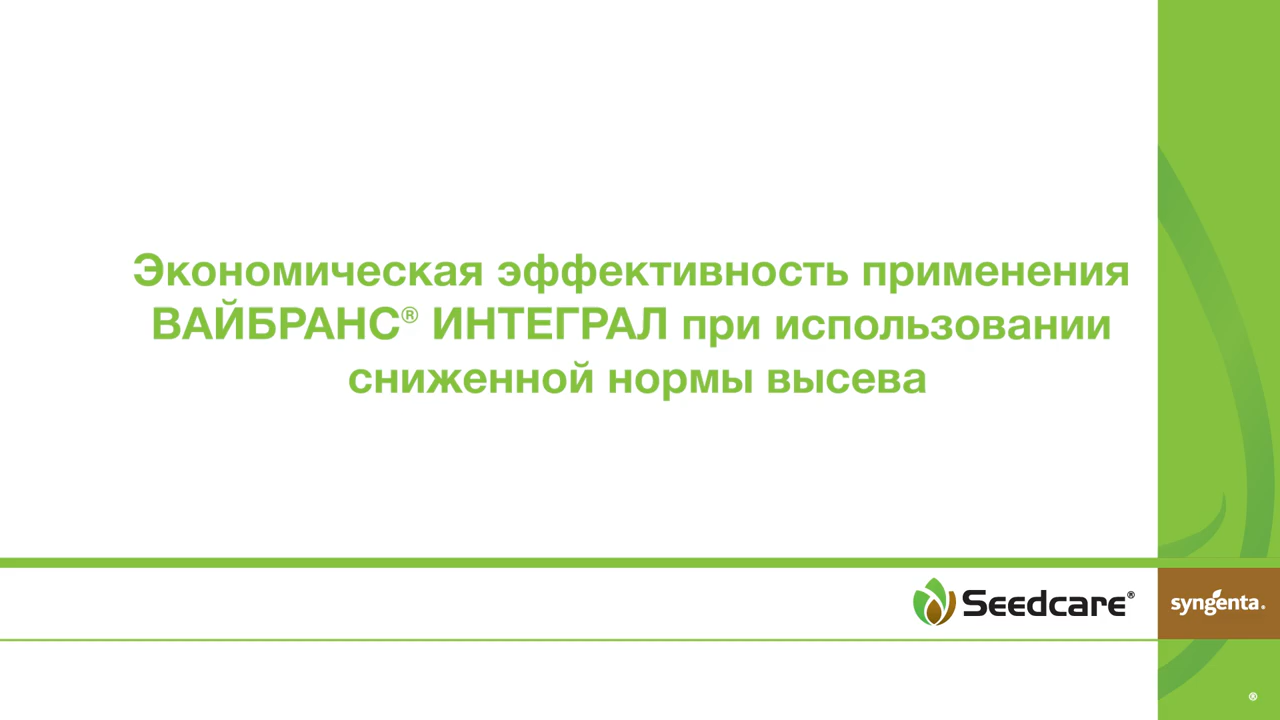 Экономическая эффективность применения
ВАЙБРАНС® ИНТЕГРАЛ при использовании
сниженной нормы высева
Seedcare®
syngenta®
®